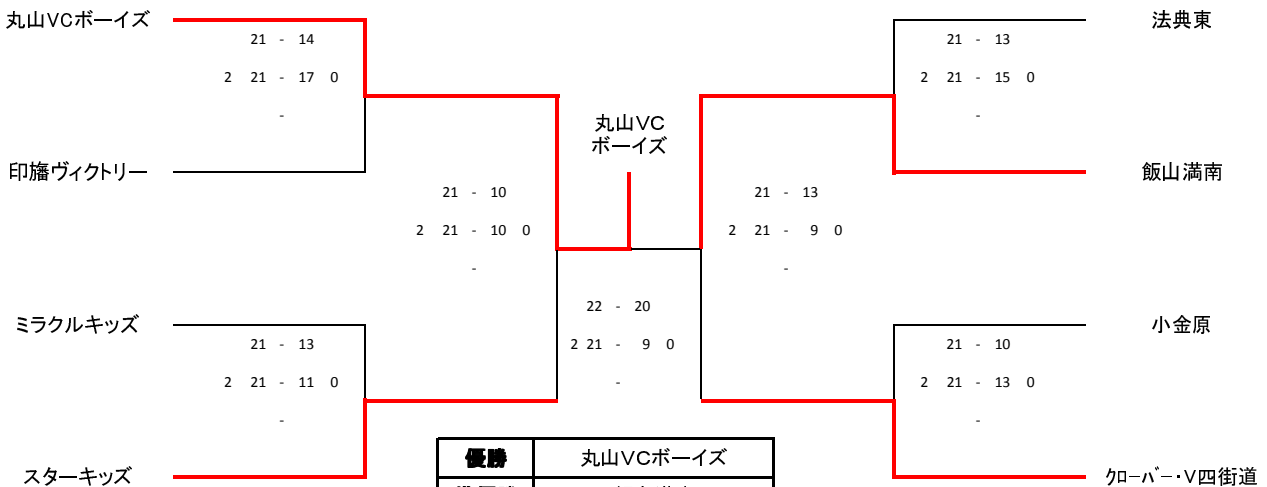 丸山VCボーイズ
法典東
21 - 14
21 - 13
2 21 - 17 0
2 21 - 15 0
-
-
丸山VC
ボーイズ
印旛ヴィクトリー
飯山満南
21 - 10
21 - 13
2 21 - 10 0
2 21 - 9 0
-
-
22 - 20
ミラクルキッズ
小金原
21 - 13
2 21 - 9 0
21 - 10
2 21 - 11 0
-
2 21 - 13 0
-
-
優勝 丸山VCボーイズ
スターキッズ
クローバー・V四街道